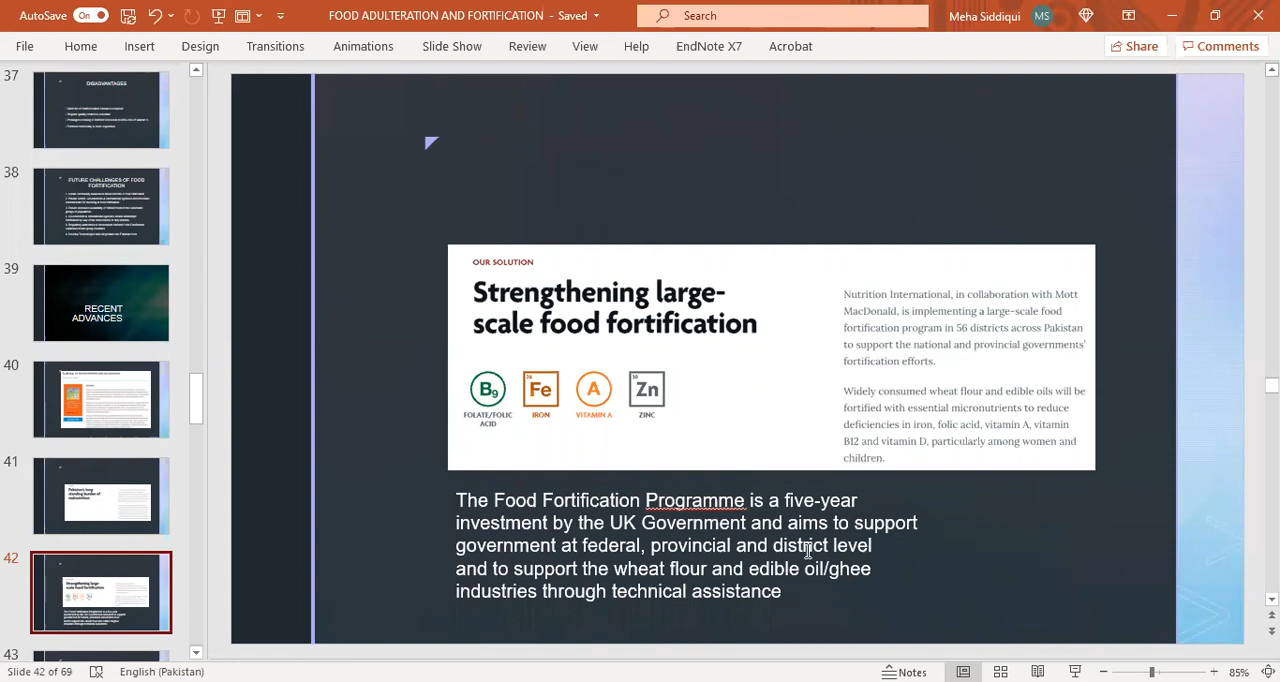 AutoSave On
FOOD ADULTERATION AND FORTIFICATION - Saved
Search
Meha Siddiqui MS
File Home Insert Design Transitions Animations Slide Show Review View Help EndNote X7 Acrobat Share Comments
37
DISADVANTAGES
38
FUTURE CHALLENGES OF FOOD
FORTIFICATION
39
RECENT
ADVANCES
40
41
Pakistan's long-
standing burden of
malnutrition
42
Strengthening large-
scale food fortification
43
OUR SOLUTION
Strengthening large-
scale food fortification
B9 26 Fe A 30 Zn
FOLATE/FOLIC
ACID
IRON
VITAMIN A
ZINC
Nutrition International, in collaboration with Mott
MacDonald, is implementing a large-scale food
fortification program in 56 districts across Pakistan
to support the national and provincial governments'
fortification efforts.
Widely consumed wheat flour and edible oils will be
fortified with essential micronutrients to reduce
deficiencies in iron, folic acid, vitamin A, vitamin
B12 and vitamin D, particularly among women and
children.
The Food Fortification Programme is a five-year
investment by the UK Government and aims to support
government at federal, provincial and district level
and to support the wheat flour and edible oil/ghee
industries through technical assistance
Slide 42 of 69 English (Pakistan) Notes 85%